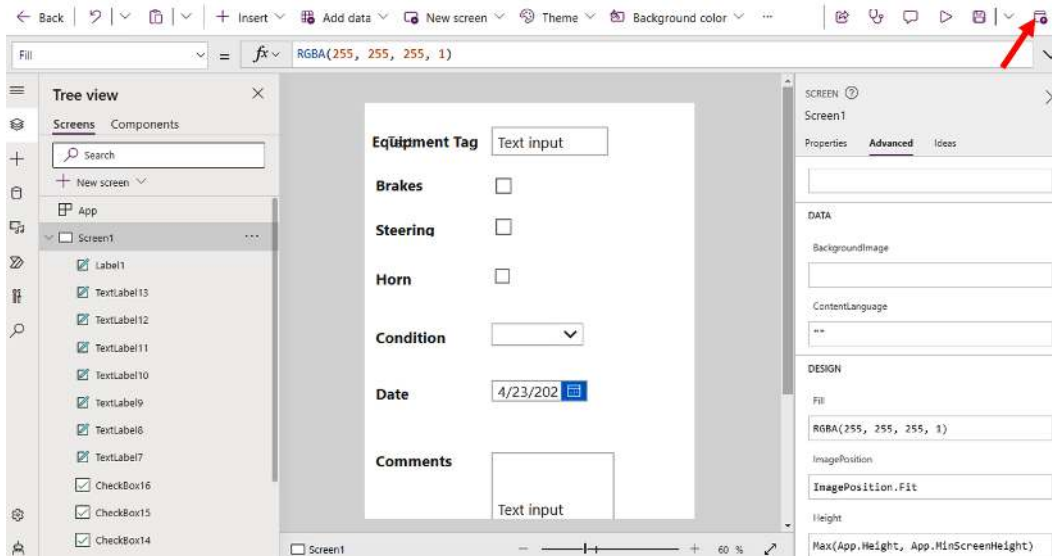 Back Insert Add data New screen Theme Background color ...
Fill = fx RGBA(255, 255, 255, 1)
Tree view
Screens Components
Search
New screen
App
Screen1 ...
Label1
TextLabel13
TextLabel12
TextLabel11
TextLabel10
TextLabel9
TextLabel8
TextLabel7
CheckBox16
CheckBox15
CheckBox14
Equipment Tag Text input
Brakes
Steering
Horn
Condition
Date 4/23/202
Comments
Text input
Screen1 60 %
SCREEN
Screen1
Properties Advanced Ideas
DATA
BackgroundImage
ContentLanguage
""
DESIGN
Fill
RGBA(255, 255, 255, 1)
ImagePosition
ImagePosition.Fit
Height
Max(App.Height, App.MinScreenHeight)